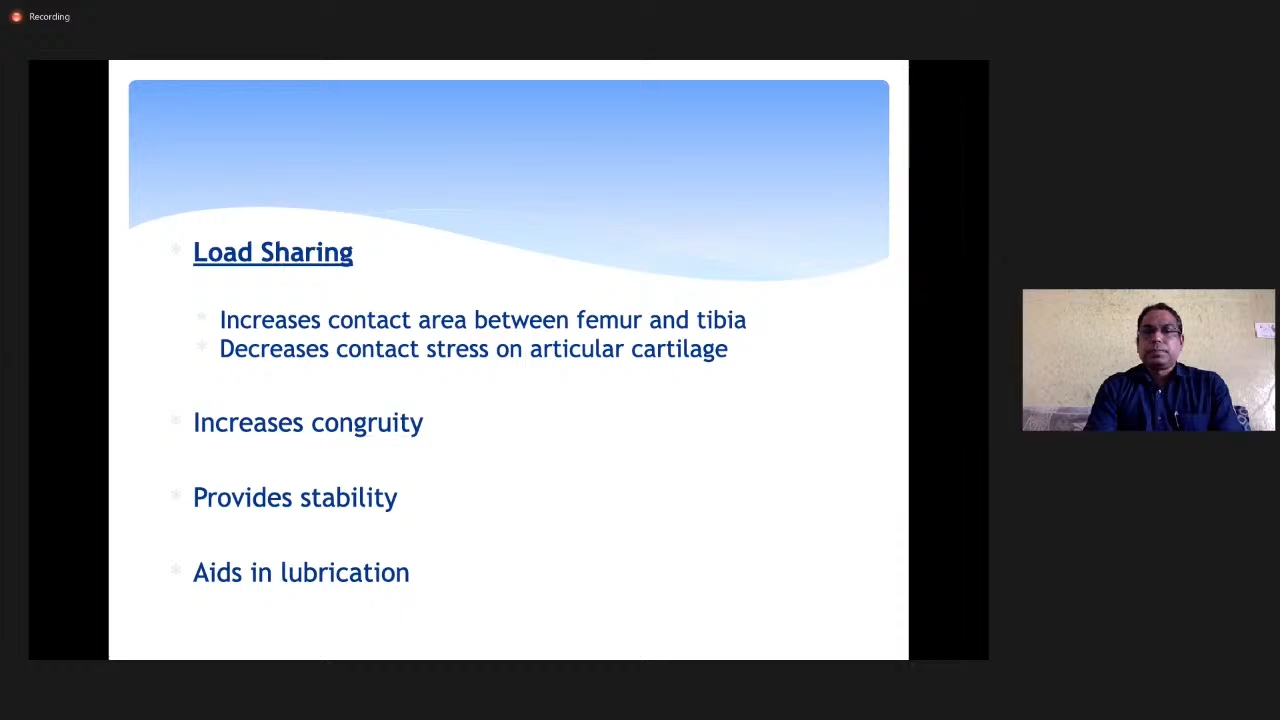 Recording
* Load Sharing
* Increases contact area between femur and tibia
* Decreases contact stress on articular cartilage
* Increases congruity
* Provides stability
* Aids in lubrication